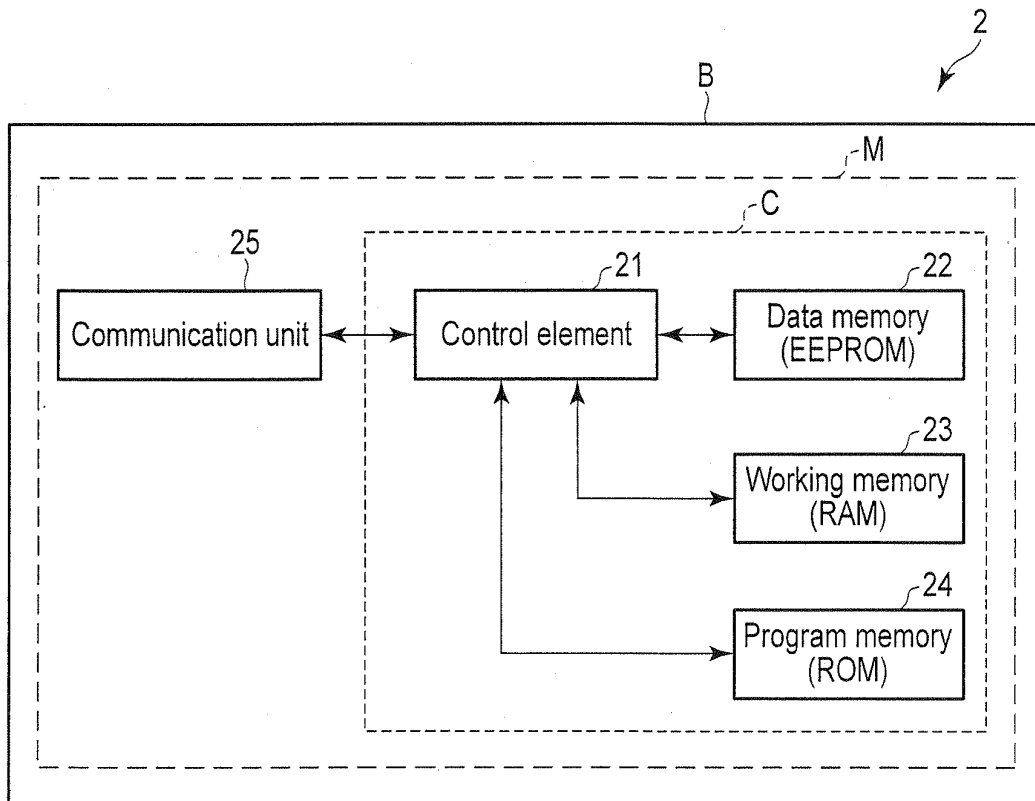 2
B
M
C
25
21
22
Communication unit
Control element
Data memory
(EEPROM)
23
Working memory
(RAM)
24
Program memory
(ROM)